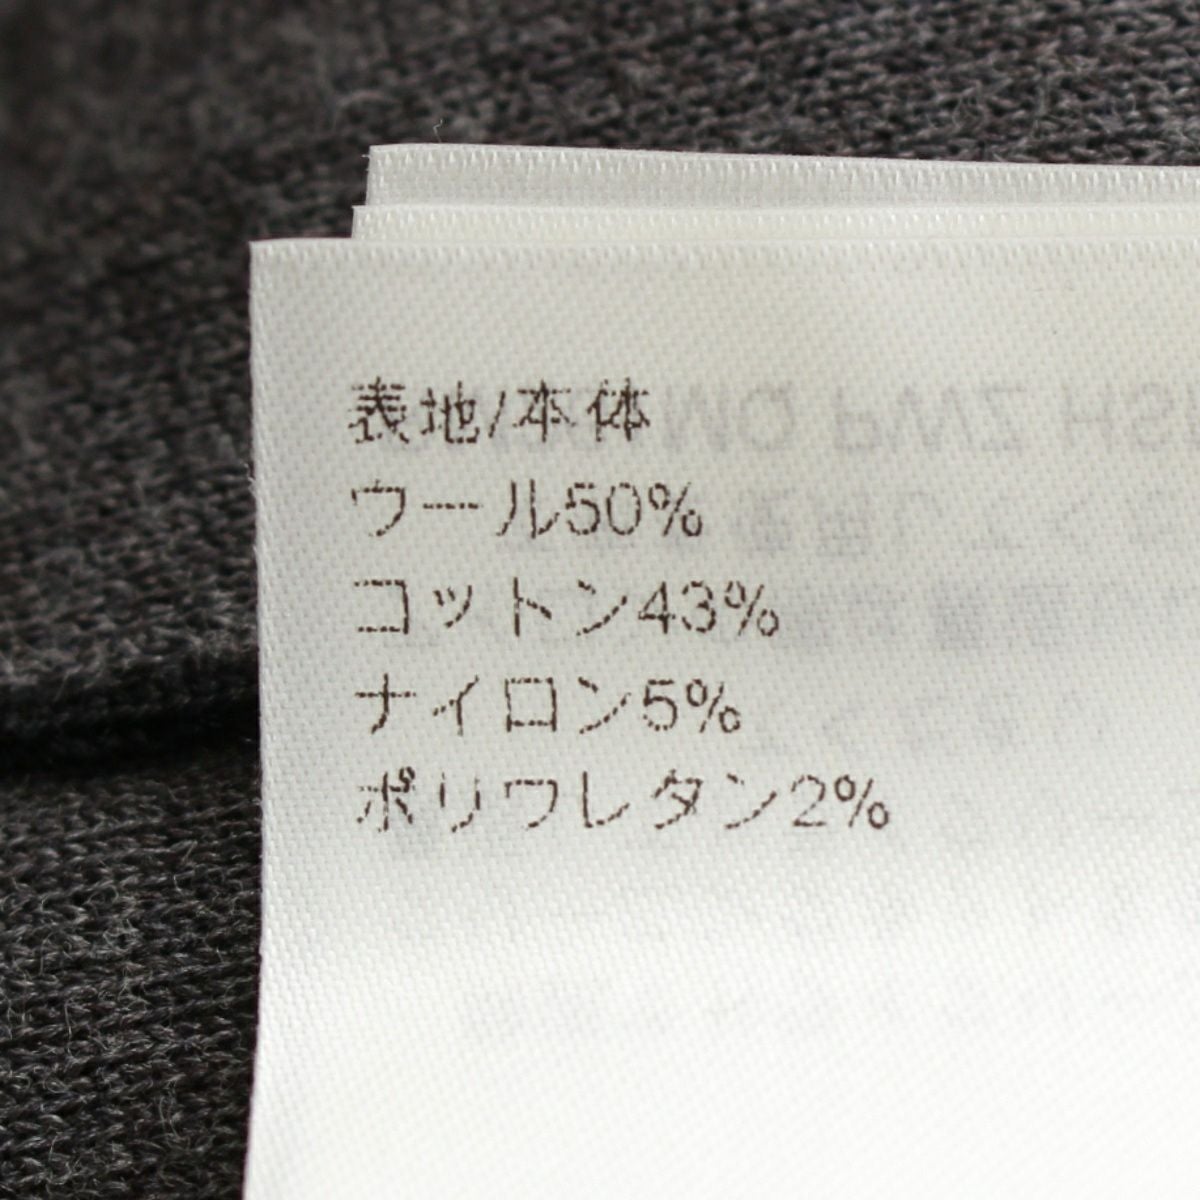 表地/本体
ウール50%
コットン43%
ナイロン5%
ポリウレタン2%